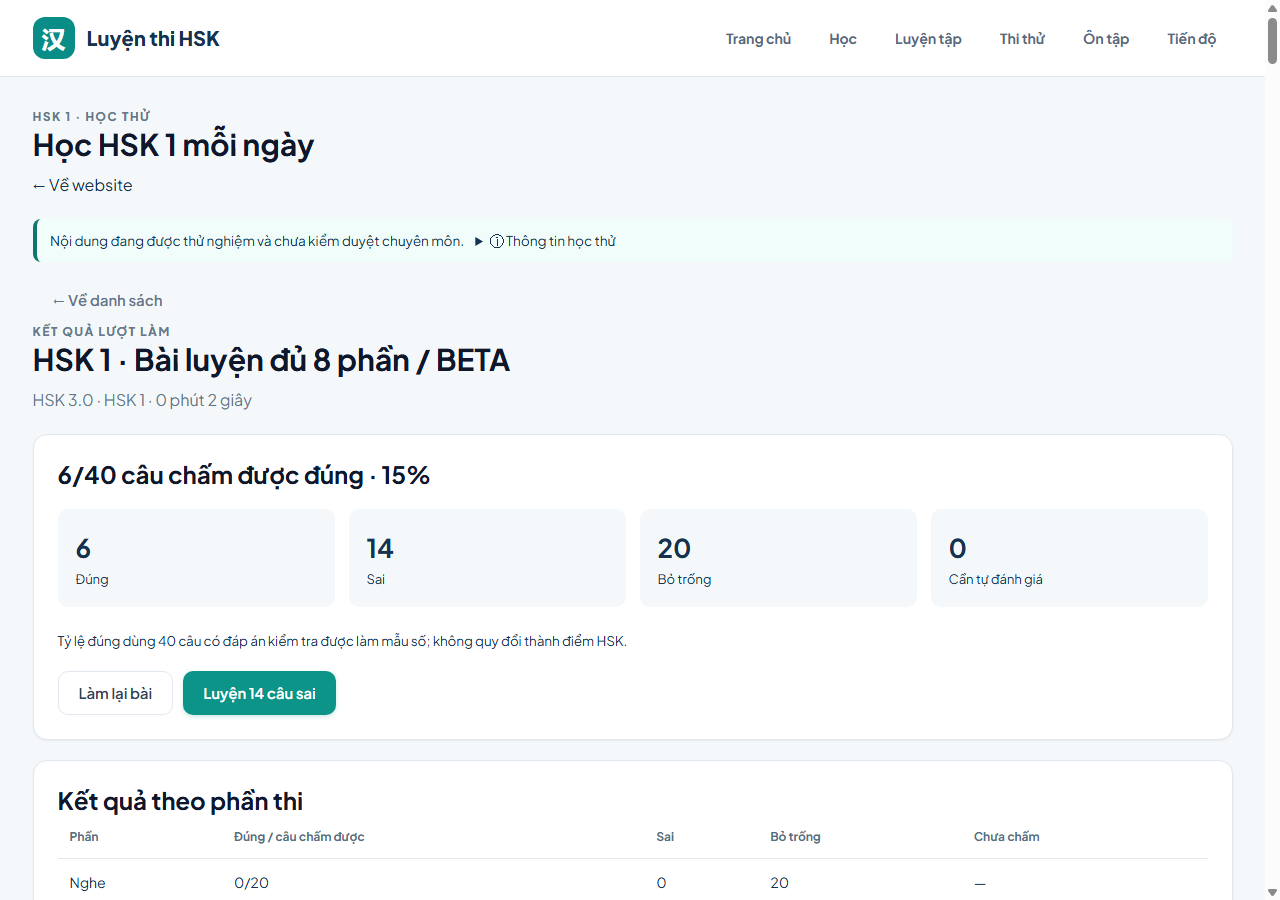 汉 Luyện thi HSK Trang chủ Học Luyện tập Thi thử Ôn tập Tiến độ
HSK 1 · HỌC THỬ
Học HSK 1 mỗi ngày
← Về website
Nội dung đang được thử nghiệm và chưa kiểm duyệt chuyên môn. ▶ ⓘ Thông tin học thử
← Về danh sách
KẾT QUẢ LƯỢT LÀM
HSK 1 · Bài luyện đủ 8 phần / BETA
HSK 3.0 · HSK 1 · 0 phút 2 giây
6/40 câu chấm được đúng · 15%
6 14 20 0
Đúng Sai Bỏ trống Cần tự đánh giá
Tỷ lệ đúng dùng 40 câu có đáp án kiểm tra được làm mẫu số; không quy đổi thành điểm HSK.
Làm lại bài Luyện 14 câu sai
Kết quả theo phần thi
Phần Đúng / câu chấm được Sai Bỏ trống Chưa chấm
Nghe 0/20 0 20 —